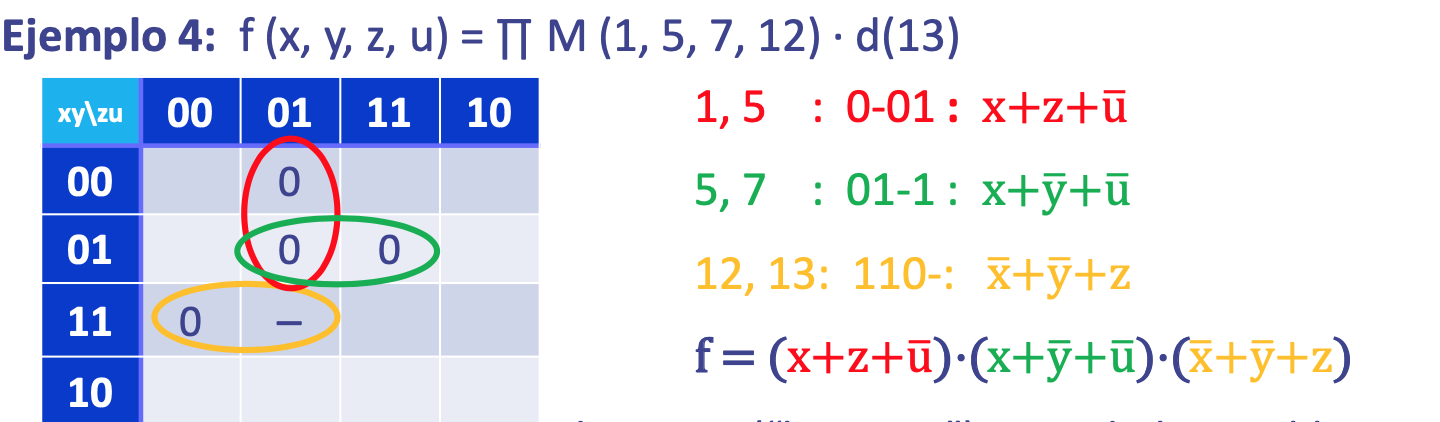 Ejemplo 4: f (x, y, z, u) = ∏ M (1, 5, 7, 12) · d(13)
xy\zu 00 01 11 10
00 0
01 0 0
11 0 –
10
1, 5 : 0-01 : x+z+u̅
5, 7 : 01-1 : x+y̅+u̅
12, 13: 110-: x̅+y̅+z
f = (x+z+u̅)·(x+y̅+u̅)·(x̅+y̅+z)